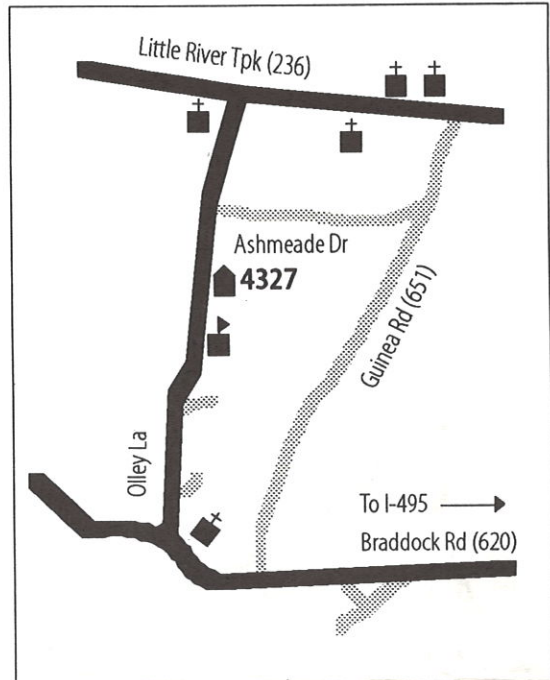 Little River Tpk (236)
Ashmeade Dr
4327
Guinea Rd (651)
Olley La
To I-495
Braddock Rd (620)